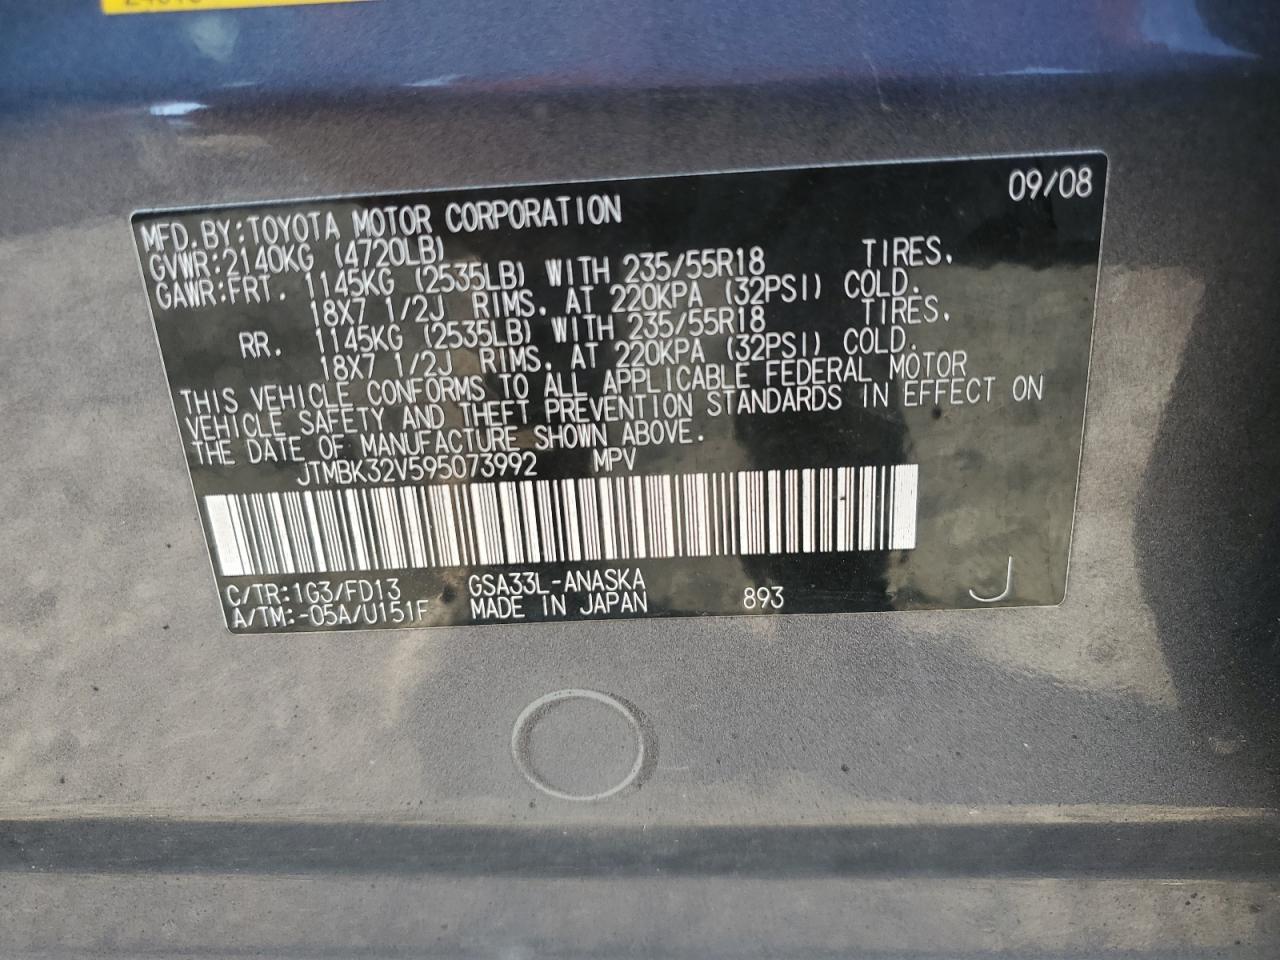 09/08
MFD.BY:TOYOTA MOTOR CORPORATION
GVWR:2140KG (4720LB)
GAWR:FRT. 1145KG (2535LB) WITH 235/55R18 TIRES.
18X7 1/2J RIMS. AT 220KPA (32PSI) COLD.
RR. 1145KG (2535LB) WITH 235/55R18 TIRES.
18X7 1/2J RIMS. AT 220KPA (32PSI) COLD.
THIS VEHICLE CONFORMS TO ALL APPLICABLE FEDERAL MOTOR
VEHICLE SAFETY AND THEFT PREVENTION STANDARDS IN EFFECT ON
THE DATE OF MANUFACTURE SHOWN ABOVE.
JTMBK32V595073992 MPV
C/TR:1G3/FD13 GSA33L-ANASKA
A/TM:-05A/U151F MADE IN JAPAN 893 J